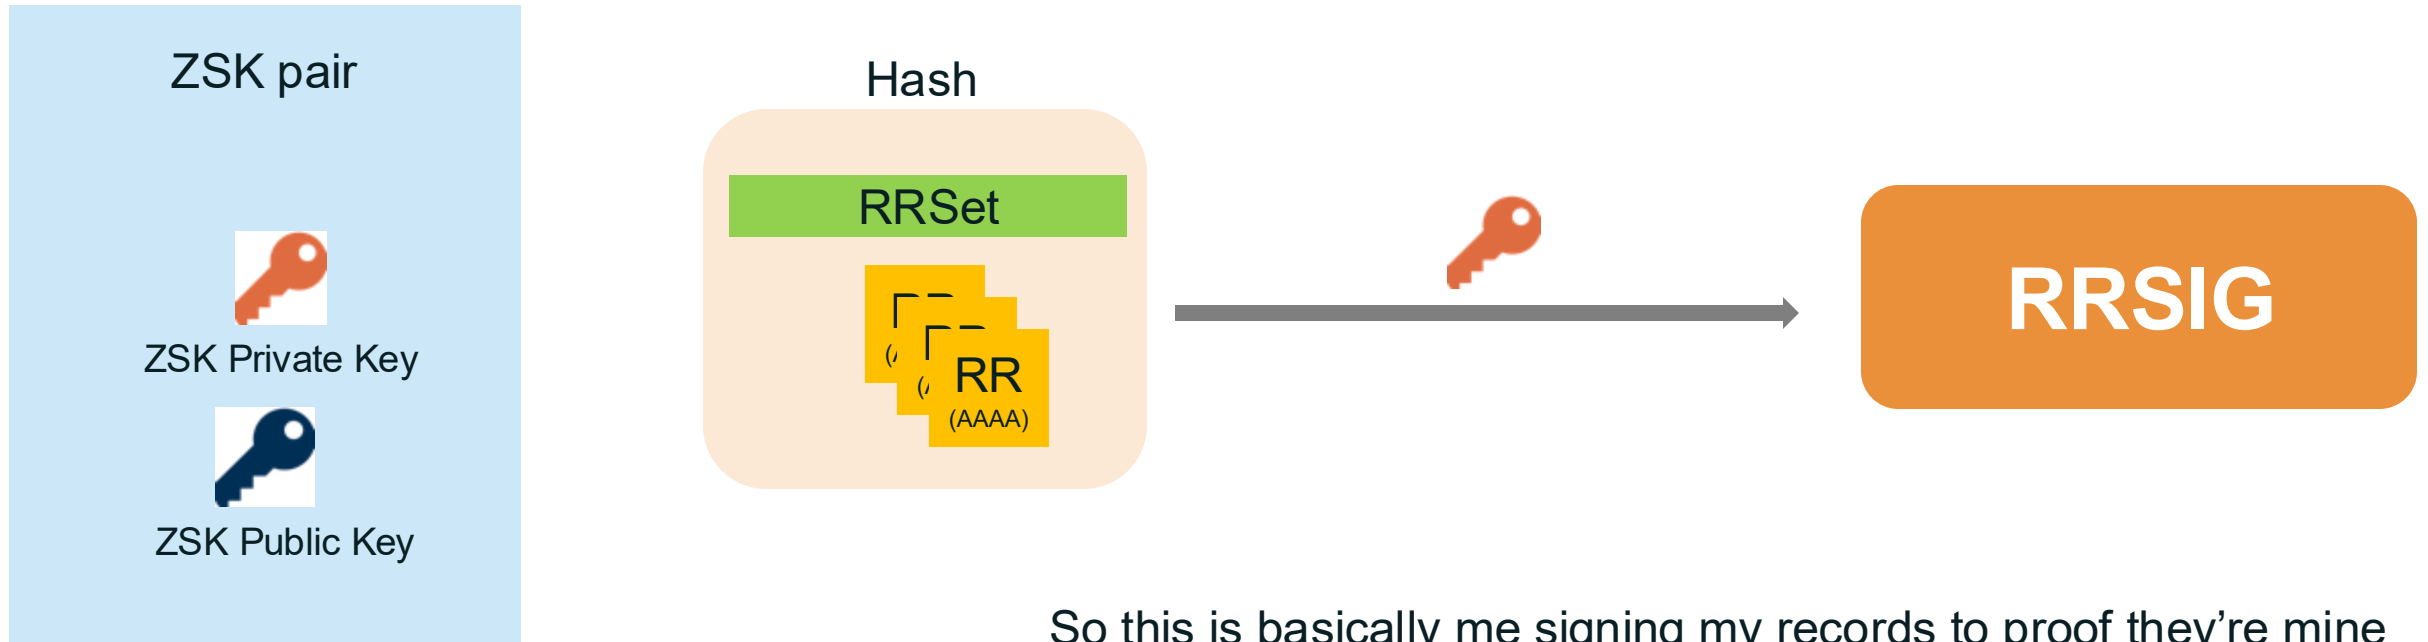 ZSK pair
ZSK Private Key
ZSK Public Key
Hash
RRSet
RR
(AAAA)
RRSIG
So this is basically me signing my records to proof they’re mine